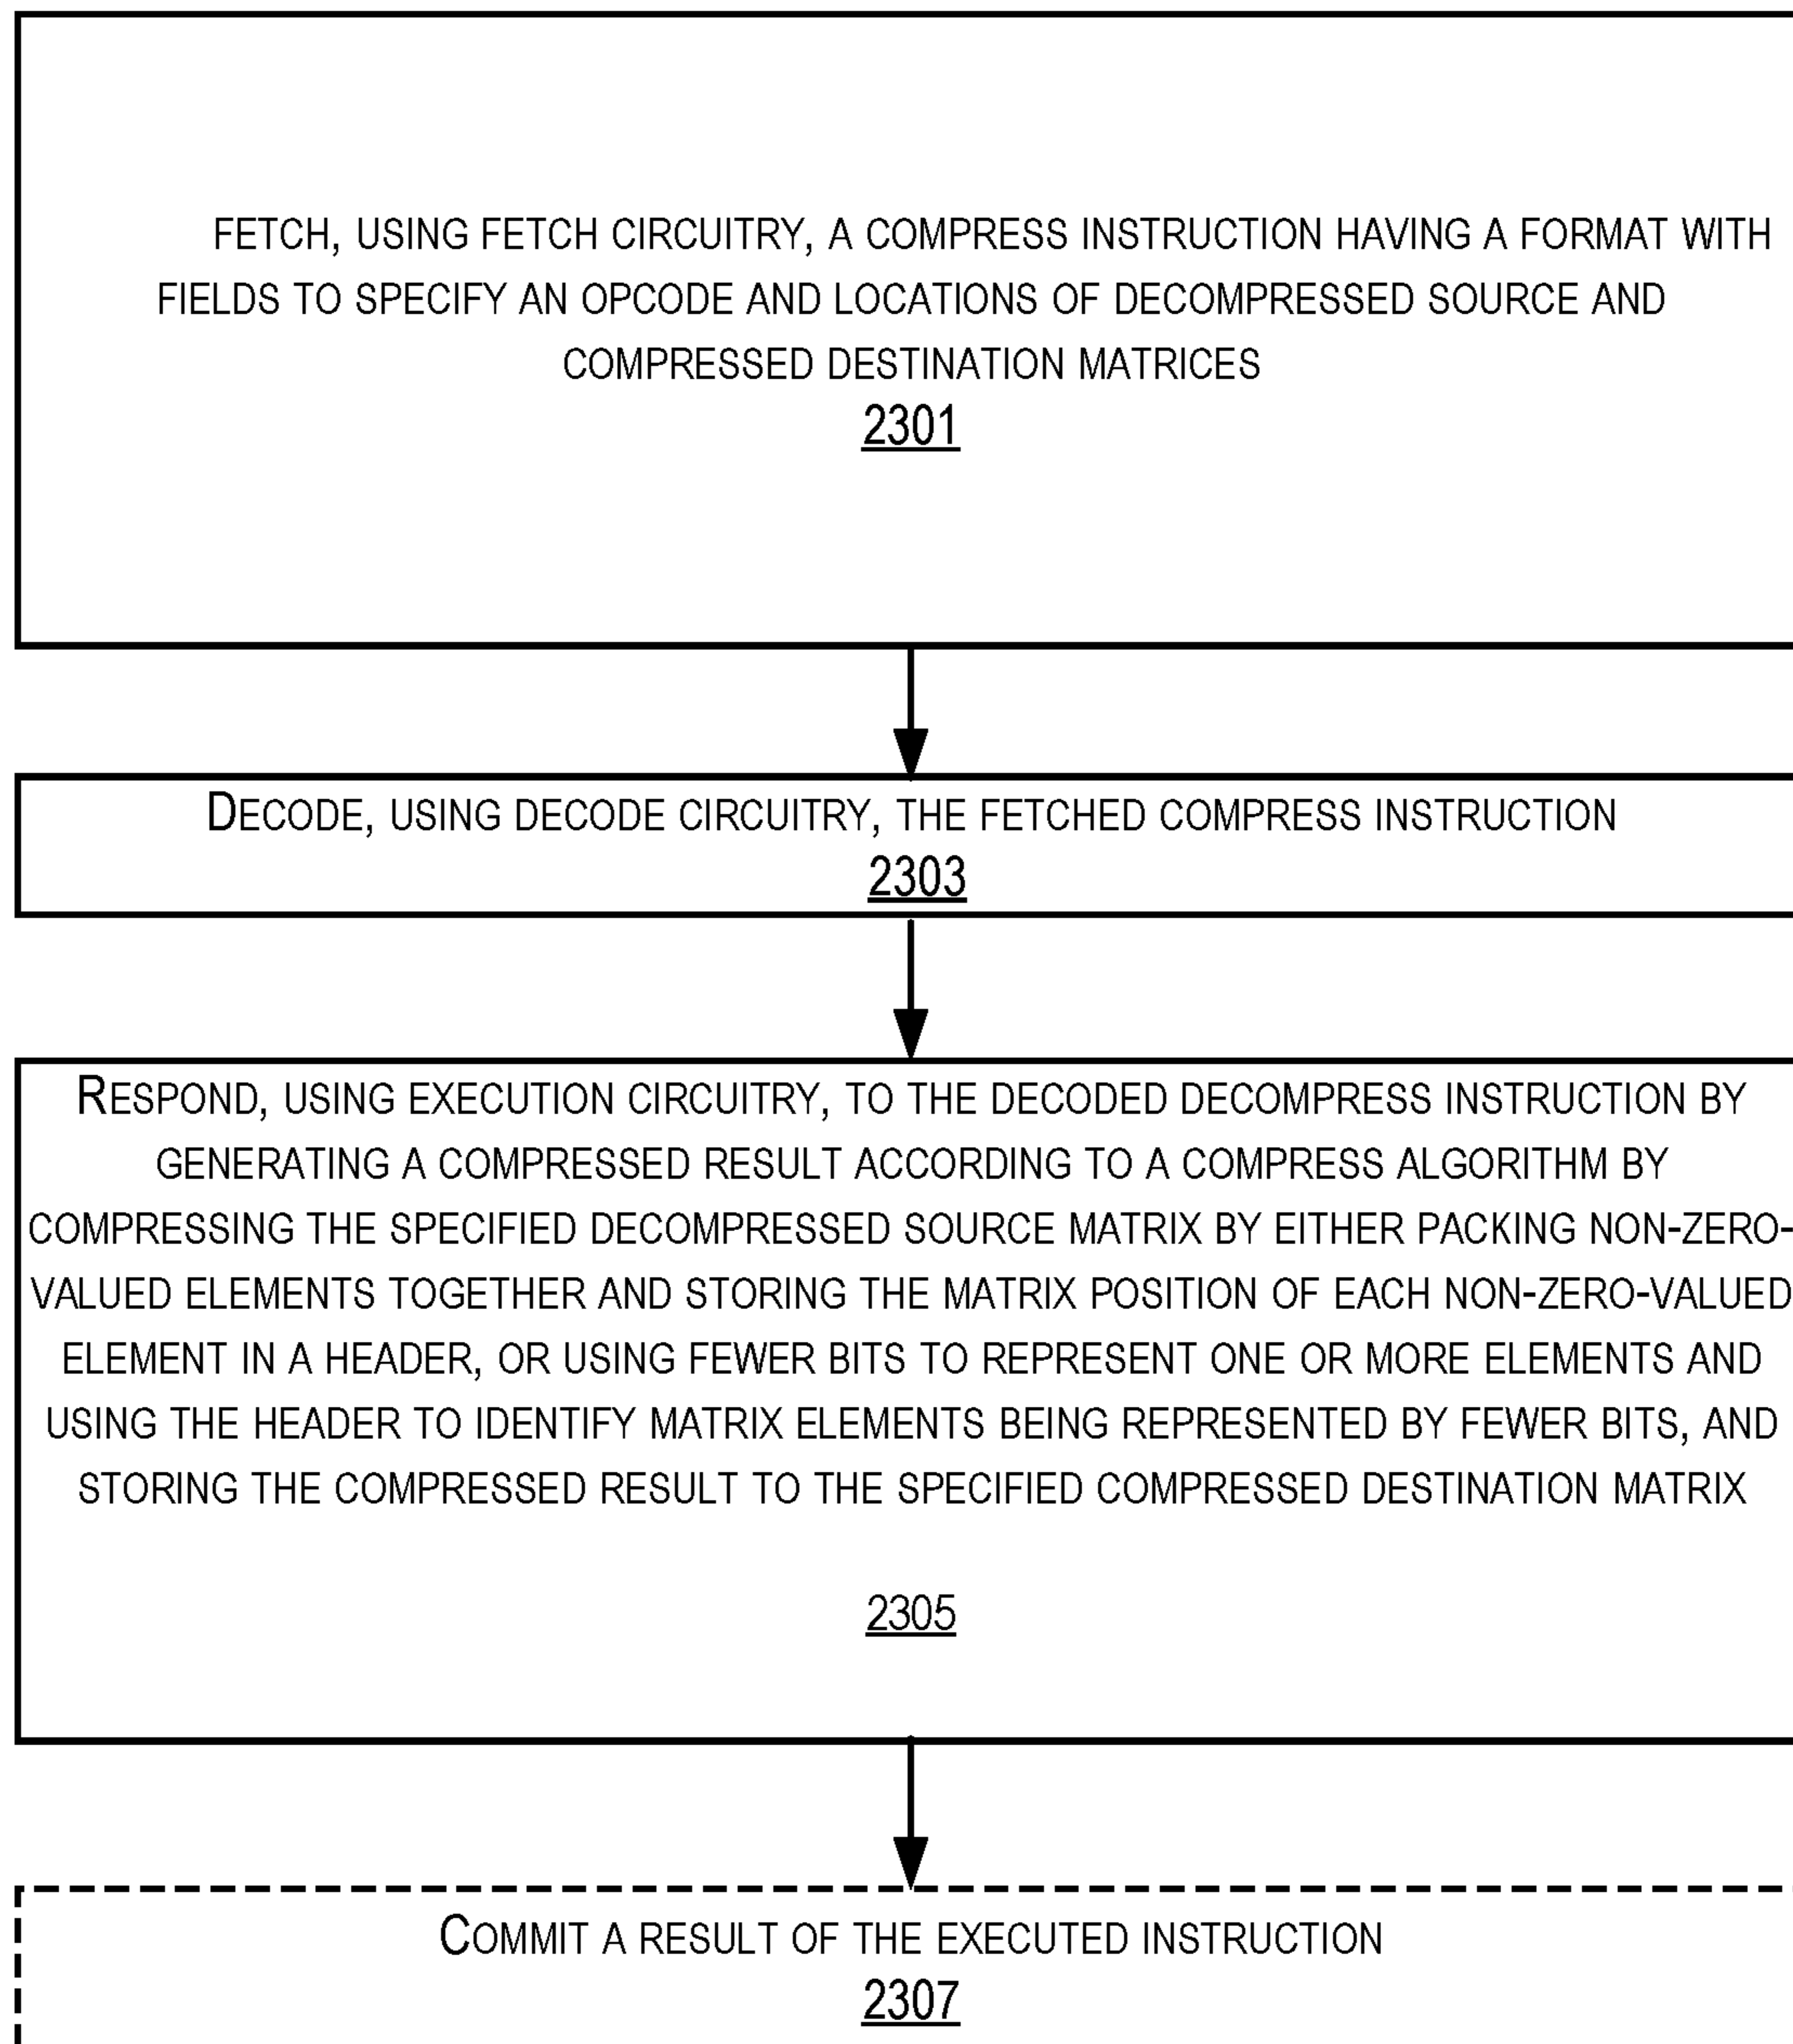 FETCH, USING FETCH CIRCUITRY, A COMPRESS INSTRUCTION HAVING A FORMAT WITH
FIELDS TO SPECIFY AN OPCODE AND LOCATIONS OF DECOMPRESSED SOURCE AND
COMPRESSED DESTINATION MATRICES
2301
DECODE, USING DECODE CIRCUITRY, THE FETCHED COMPRESS INSTRUCTION
2303
RESPOND, USING EXECUTION CIRCUITRY, TO THE DECODED DECOMPRESS INSTRUCTION BY
GENERATING A COMPRESSED RESULT ACCORDING TO A COMPRESS ALGORITHM BY
COMPRESSING THE SPECIFIED DECOMPRESSED SOURCE MATRIX BY EITHER PACKING NON-ZERO-
VALUED ELEMENTS TOGETHER AND STORING THE MATRIX POSITION OF EACH NON-ZERO-VALUED
ELEMENT IN A HEADER, OR USING FEWER BITS TO REPRESENT ONE OR MORE ELEMENTS AND
USING THE HEADER TO IDENTIFY MATRIX ELEMENTS BEING REPRESENTED BY FEWER BITS, AND
STORING THE COMPRESSED RESULT TO THE SPECIFIED COMPRESSED DESTINATION MATRIX
2305
COMMIT A RESULT OF THE EXECUTED INSTRUCTION
2307